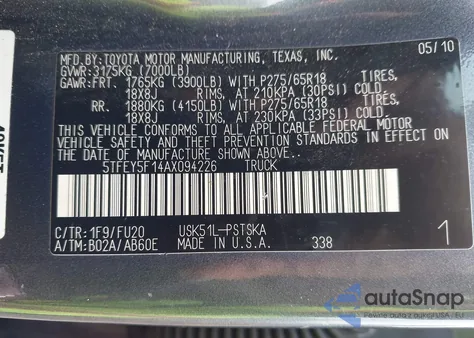 MFD.BY TOYOTA MOTOR MANUFACTURING, TEXAS, INC. 05/10
GVWR: 3175KG (7000LB)
GAWR:FRT. 1765KG (3900LB) WITH P275/65R18 TIRES,
18X8J RIMS, AT 210KPA (30PSI) COLD.
RR. 1880KG (4150LB) WITH P275/65R18 TIRES,
18X8J RIMS, AT 230KPA (33PSI) COLD.
THIS VEHICLE CONFORMS TO ALL APPLICABLE FEDERAL MOTOR
VEHICLE SAFETY AND THEFT PREVENTION STANDARDS IN EFFECT ON
THE DATE OF MANUFACTURE SHOWN ABOVE.
5TFEY5F14AX094226 TRUCK
C/TR: 1F9/FU20 USK51L-PSTSKA
A/TM: B02A/AB60E MADE IN U.S.A. 338 1
autoSnap
Piękne auta z USA i EU